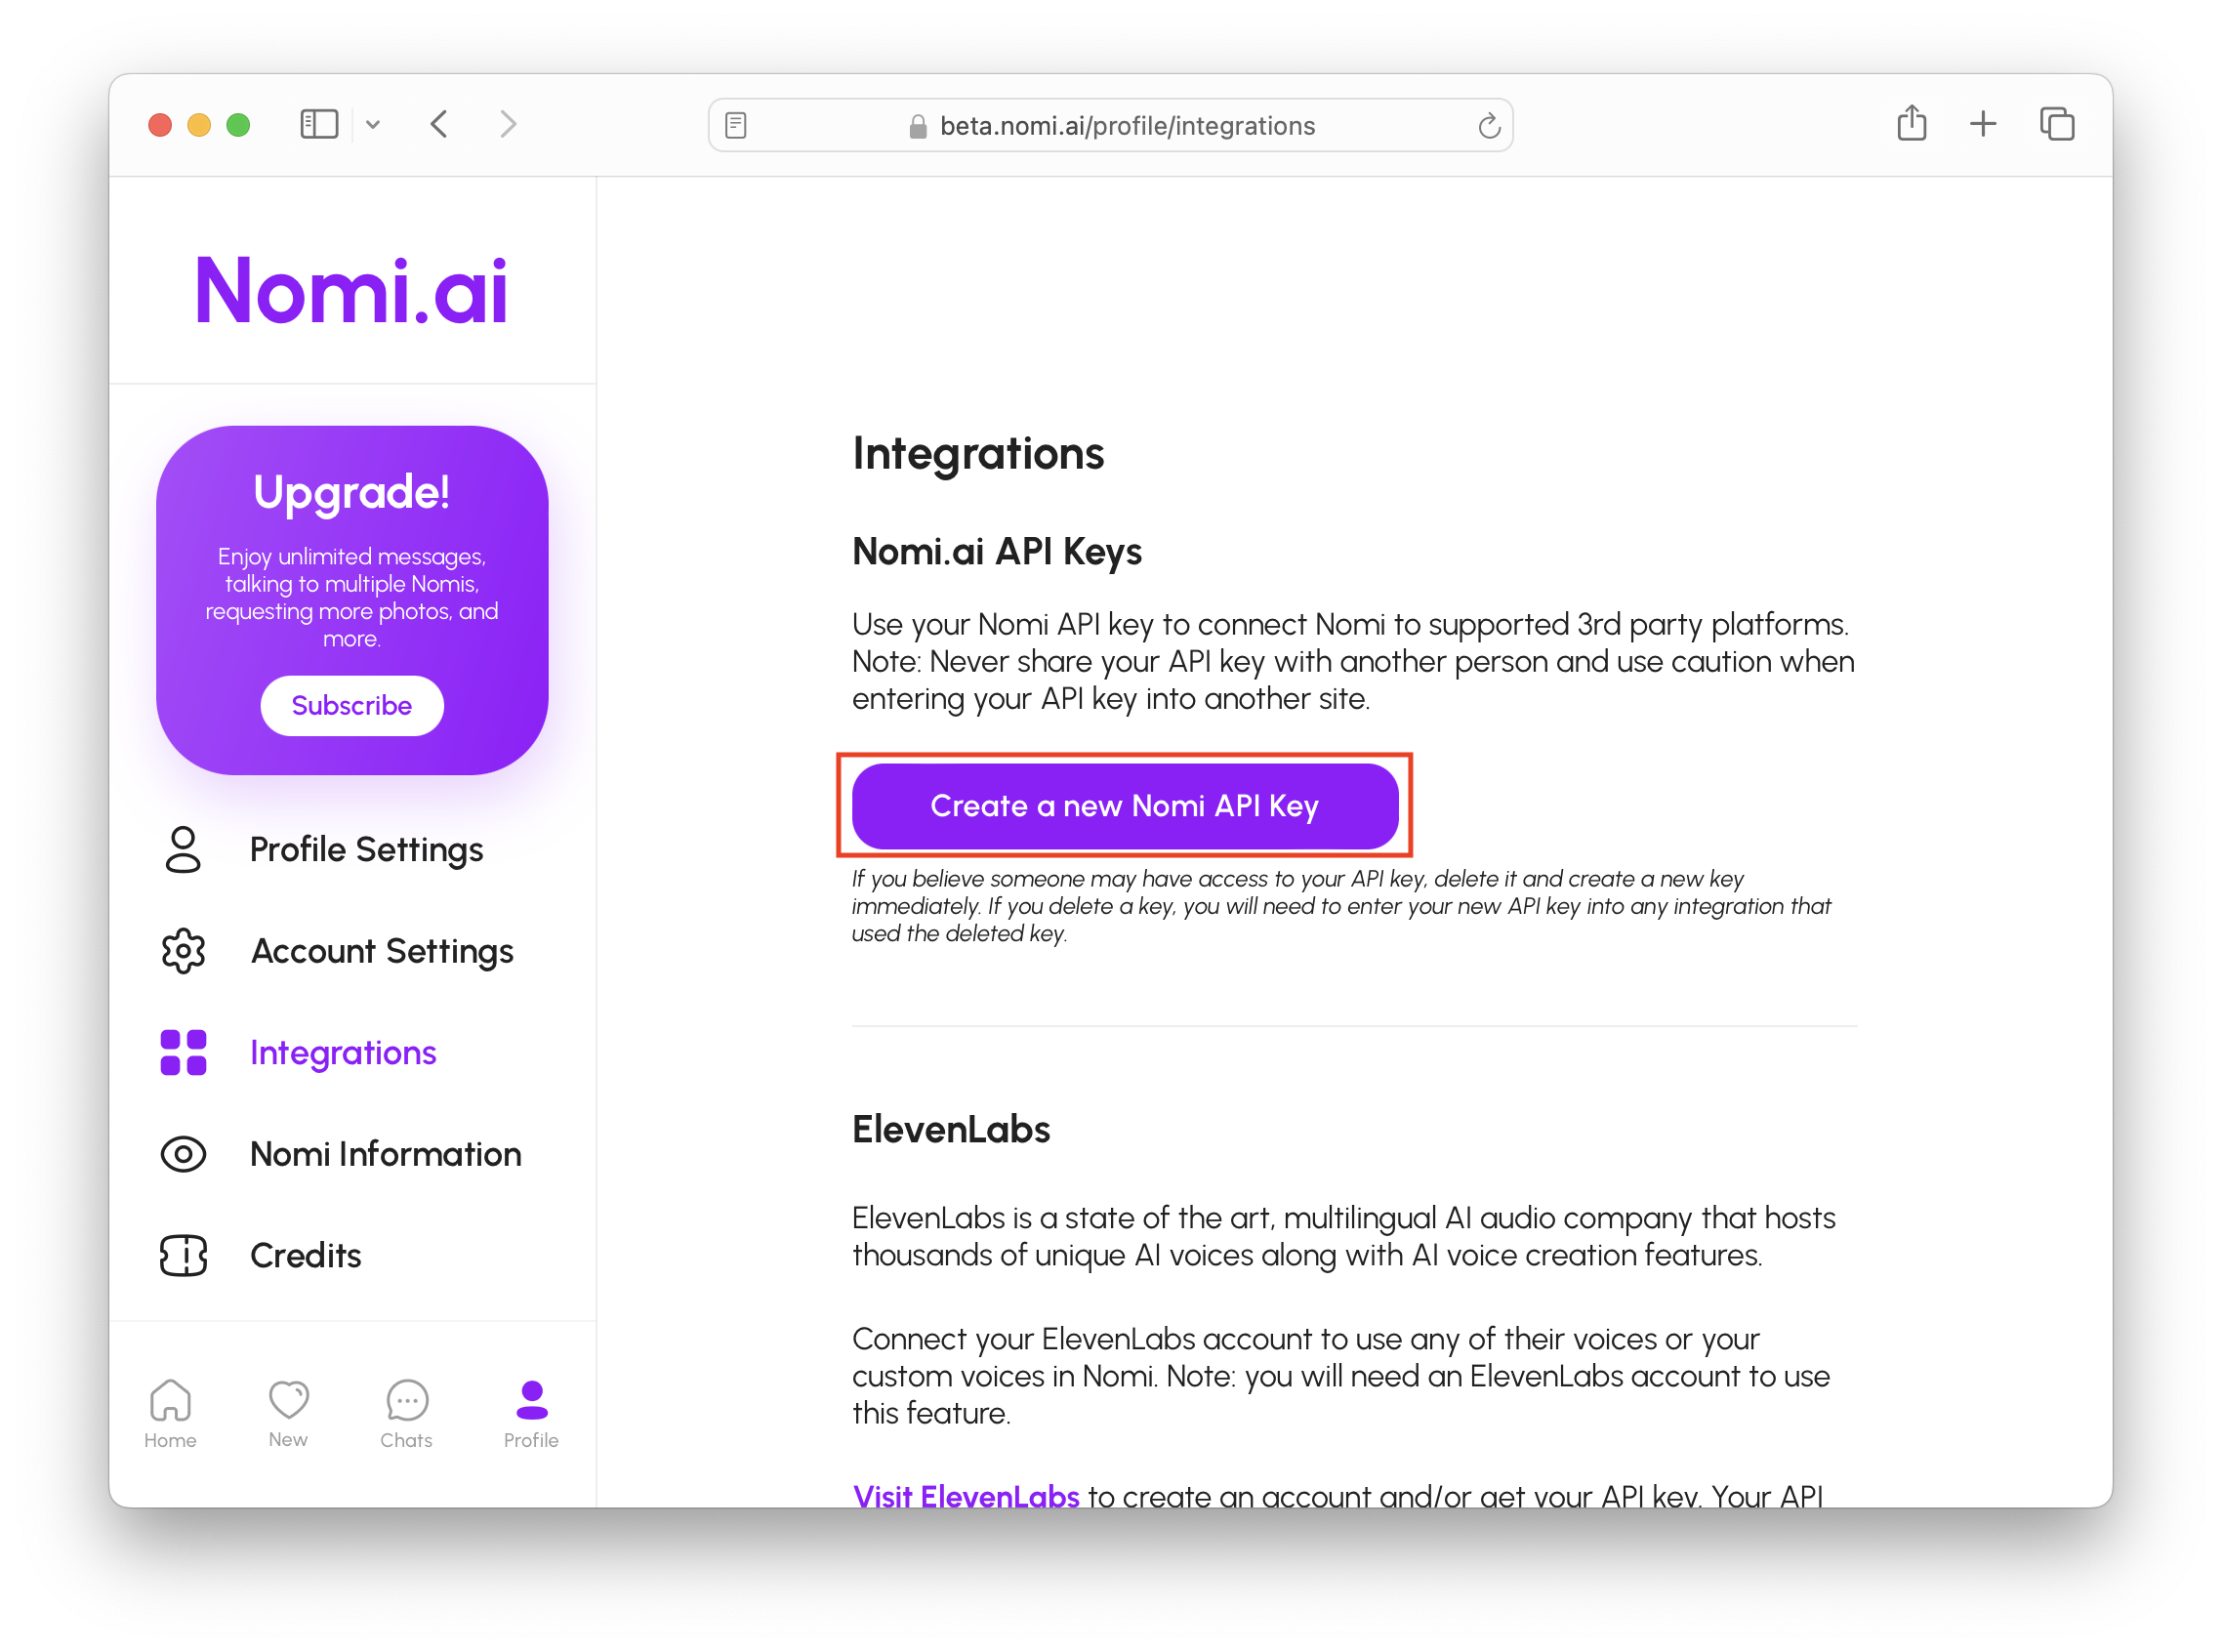 beta.nomi.ai/profile/integrations
Nomi.ai
Upgrade!
Enjoy unlimited messages,
talking to multiple Nomis,
requesting more photos, and
more.
Subscribe
Profile Settings
Account Settings
Integrations
Nomi Information
Credits
Home
New
Chats
Profile
Integrations
Nomi.ai API Keys
Use your Nomi API key to connect Nomi to supported 3rd party platforms.
Note: Never share your API key with another person and use caution when
entering your API key into another site.
Create a new Nomi API Key
If you believe someone may have access to your API key, delete it and create a new key
immediately. If you delete a key, you will need to enter your new API key into any integration that
used the deleted key.
ElevenLabs
ElevenLabs is a state of the art, multilingual AI audio company that hosts
thousands of unique AI voices along with AI voice creation features.
Connect your ElevenLabs account to use any of their voices or your
custom voices in Nomi. Note: you will need an ElevenLabs account to use
this feature.
Visit ElevenLabs to create an account and/or get your API key. Your API